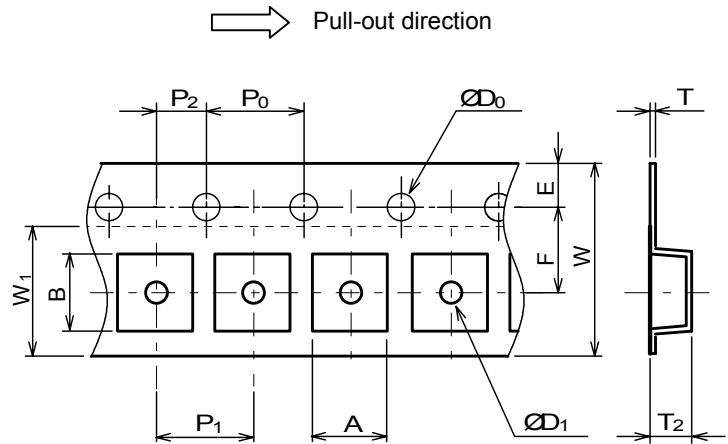 Pull-out direction
P2
P0
ØD0
T
E
F
W
W1
B
P1
A
ØD1
T2